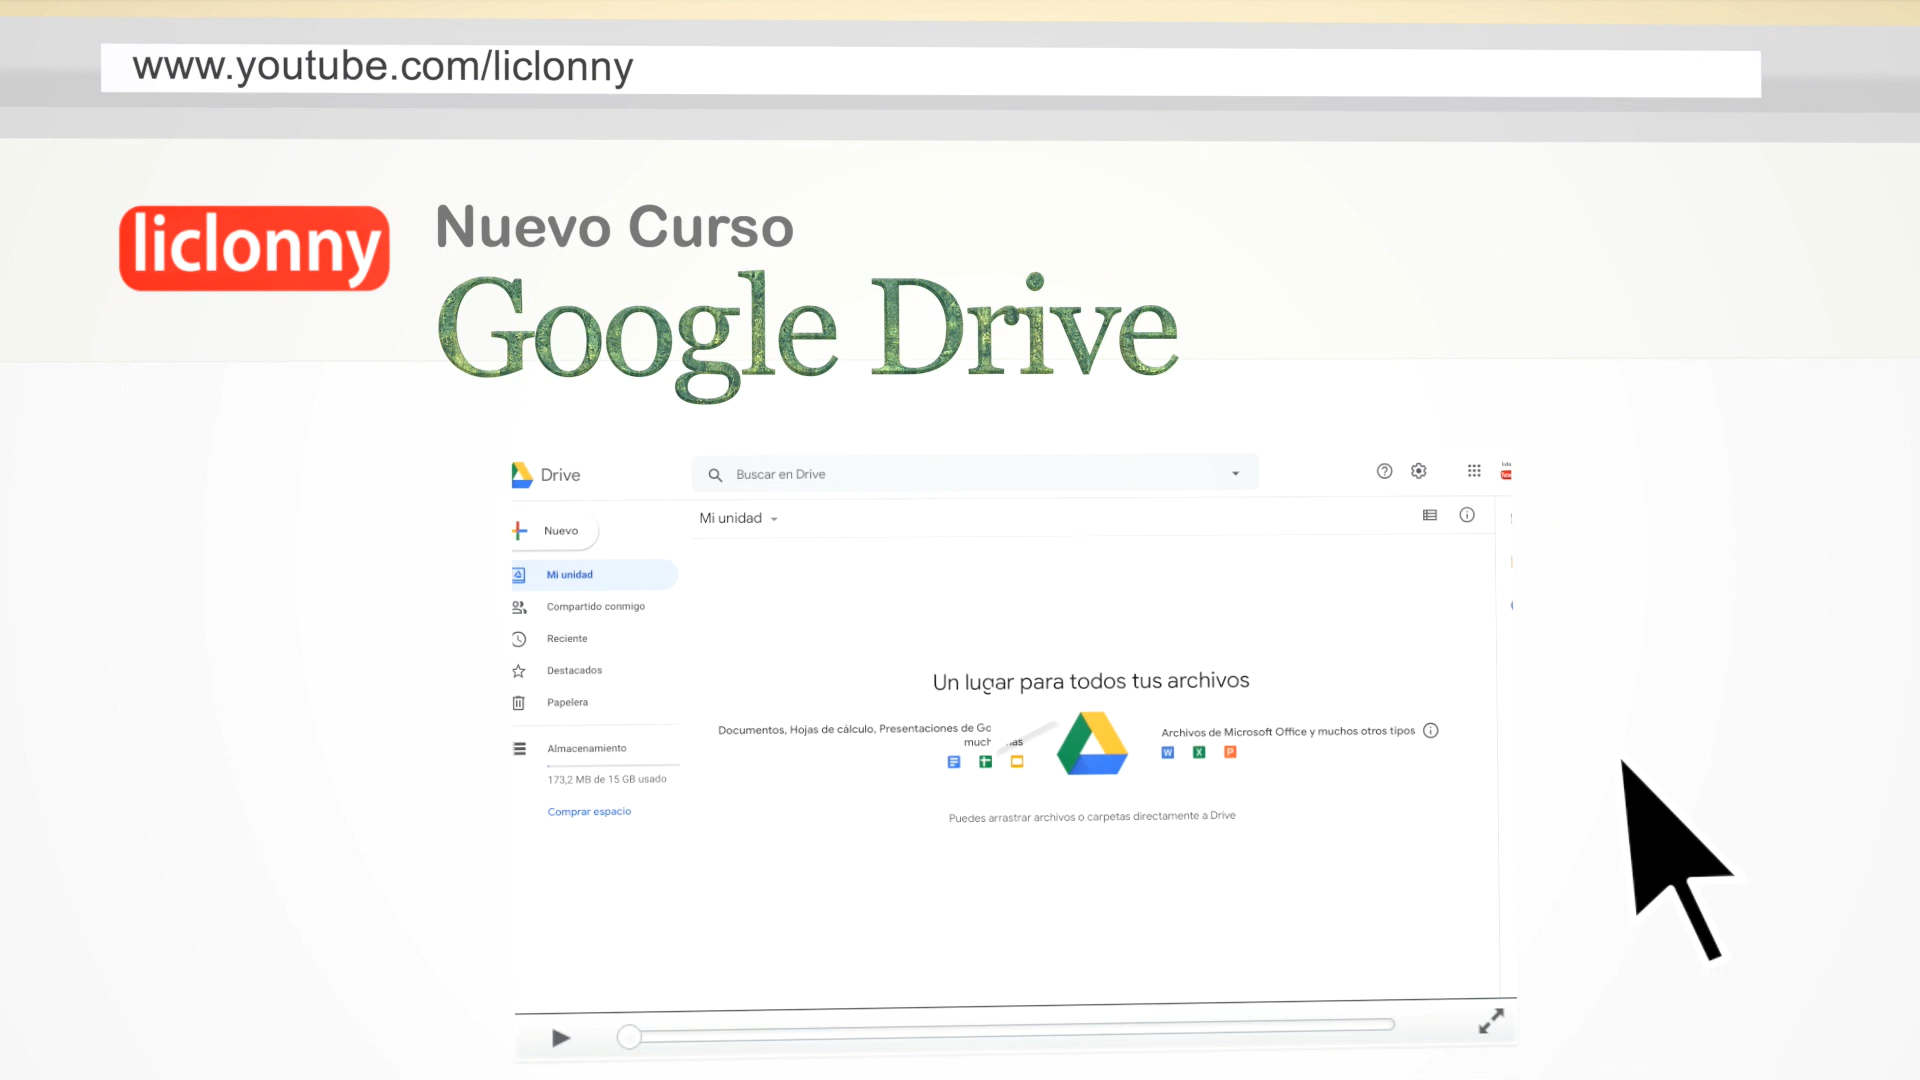 www.youtube.com/liclonny
liclonny
Nuevo Curso
Google Drive
Drive
Buscar en Drive
Nuevo
Mi unidad
Mi unidad
Compartido conmigo
Reciente
Destacados
Papelera
Almacenamiento
173,2 MB de 15 GB usado
Comprar espacio
Un lugar para todos tus archivos
Documentos, Hojas de cálculo, Presentaciones de
Archivos de Microsoft Office y muchos otros tipos
W X P
Puedes arrastrar archivos o carpetas directamente a Drive